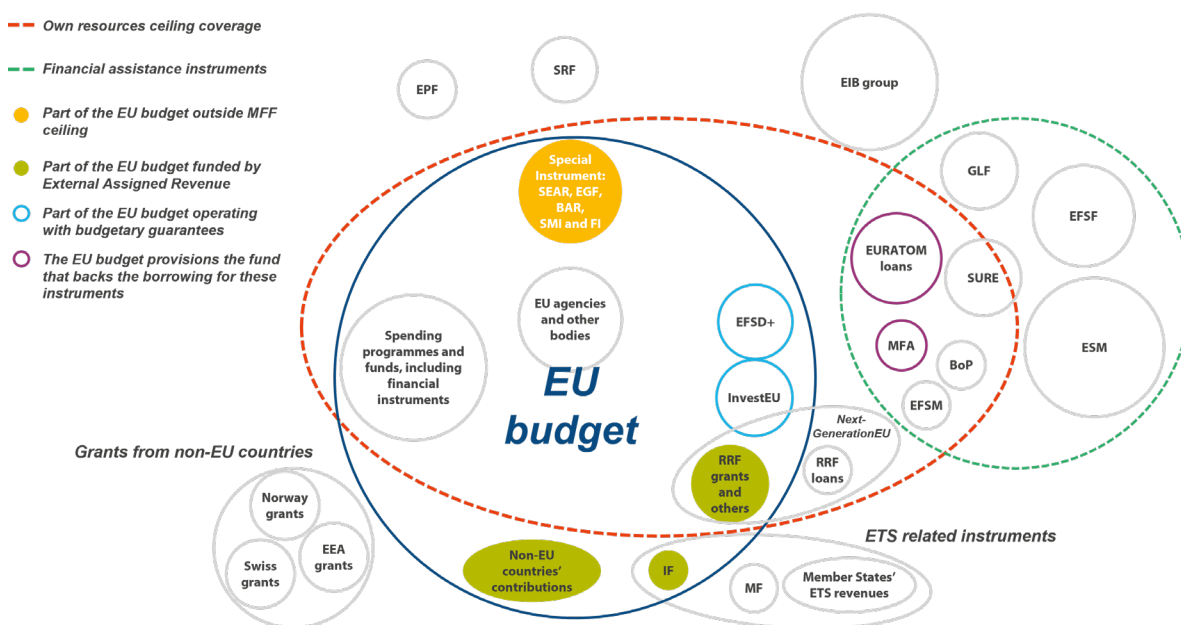 Own resources ceiling coverage
Financial assistance instruments
Part of the EU budget outside MFF
ceiling
Part of the EU budget funded by
External Assigned Revenue
Part of the EU budget operating
with budgetary guarantees
The EU budget provisions the fund
that backs the borrowing for these
instruments
EPF
SRF
EIB group
Special
Instrument:
SEAR, EGF,
BAR,
SMI and FI
GLF
EFSF
EURATOM
loans
SURE
EU agencies
and other
bodies
EFSD+
Spending
programmes and
funds, including
financial
instruments
MFA
BoP
ESM
EU
budget
InvestEU
EFSM
Next-
GenerationEU
RRF
grants
and
others
RRF
loans
Grants from non-EU countries
Norway
grants
Swiss
grants
EEA
grants
ETS related instruments
Non-EU
countries’
contributions
IF
MF
Member States’
ETS revenues